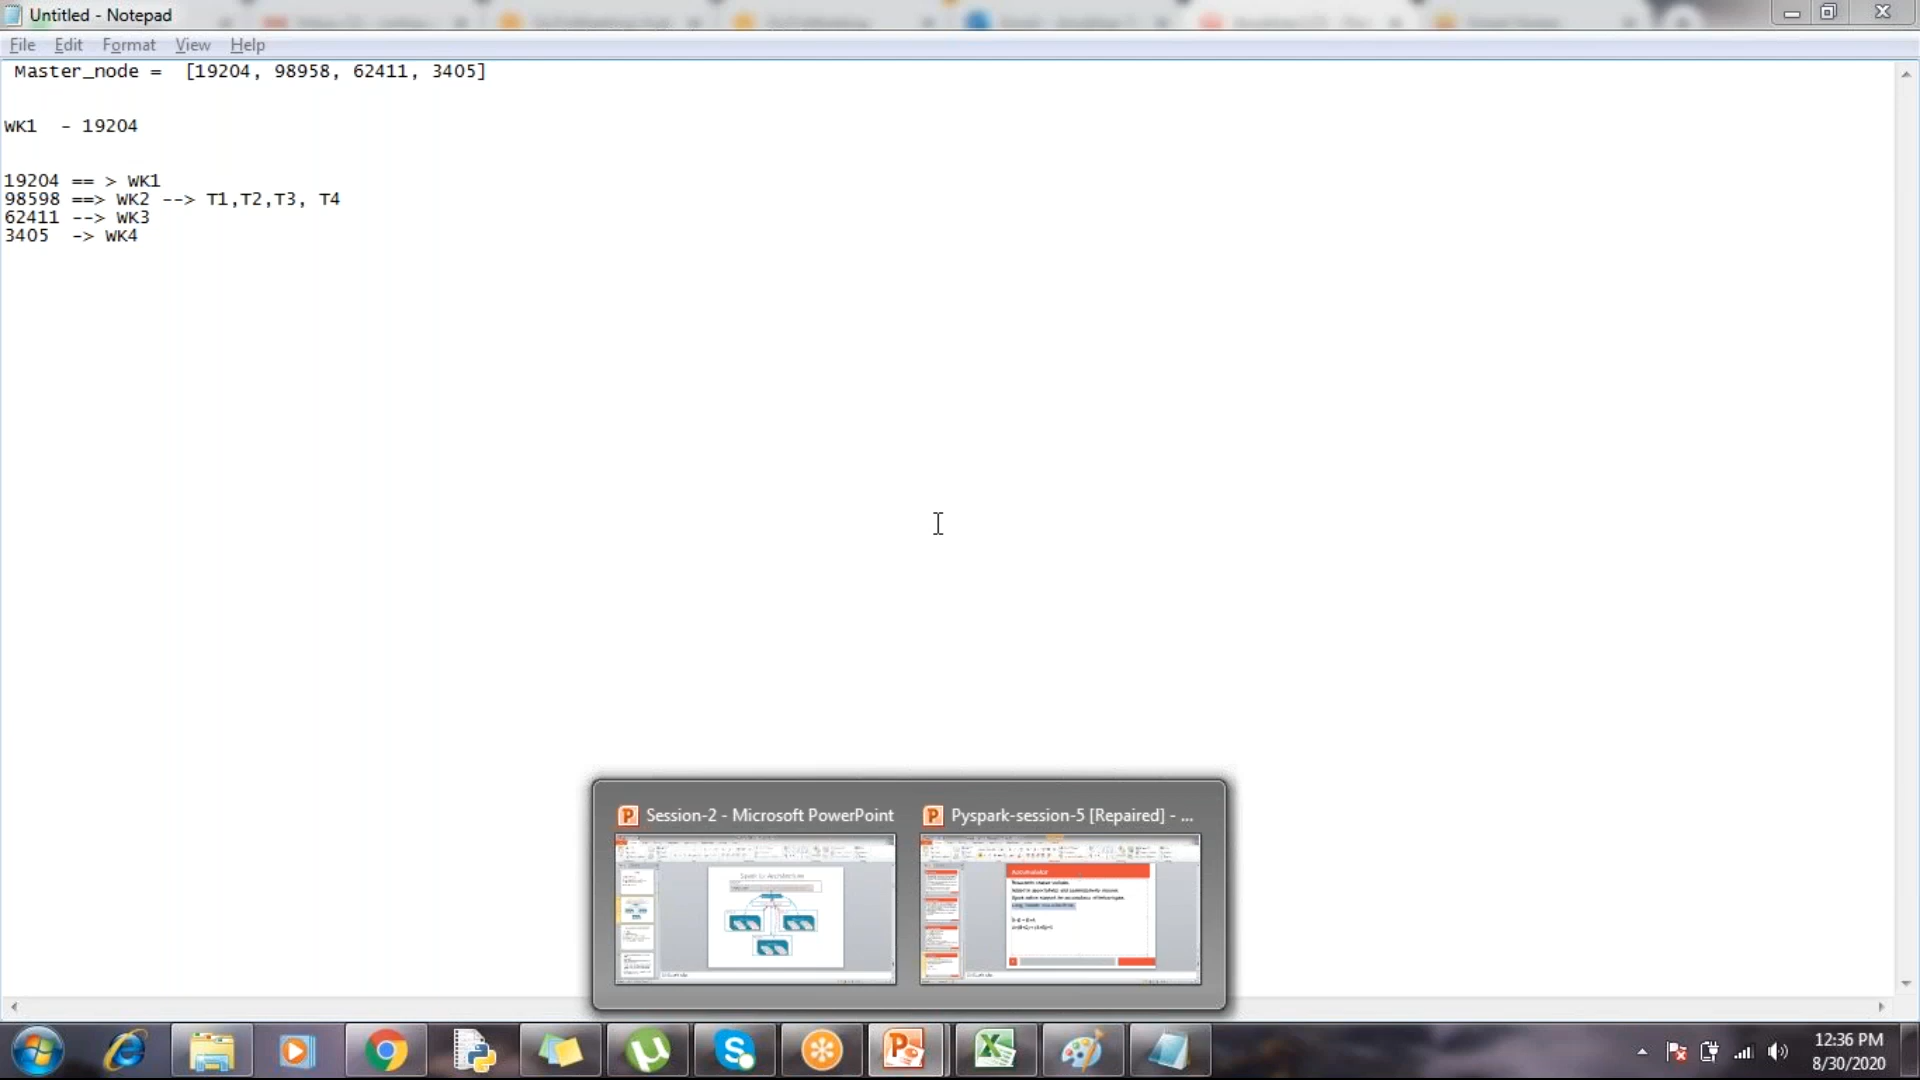 Untitled - Notepad
File Edit Format View Help
Master_node =  [19204, 98958, 62411, 3405]
WK1  - 19204
19204 == > WK1
98598 ==> WK2 --> T1,T2,T3, T4
62411 --> WK3
3405  -> WK4
Session-2 - Microsoft PowerPoint
Pyspark-session-5 [Repaired] - ...
Accumulator
12:36 PM
8/30/2020